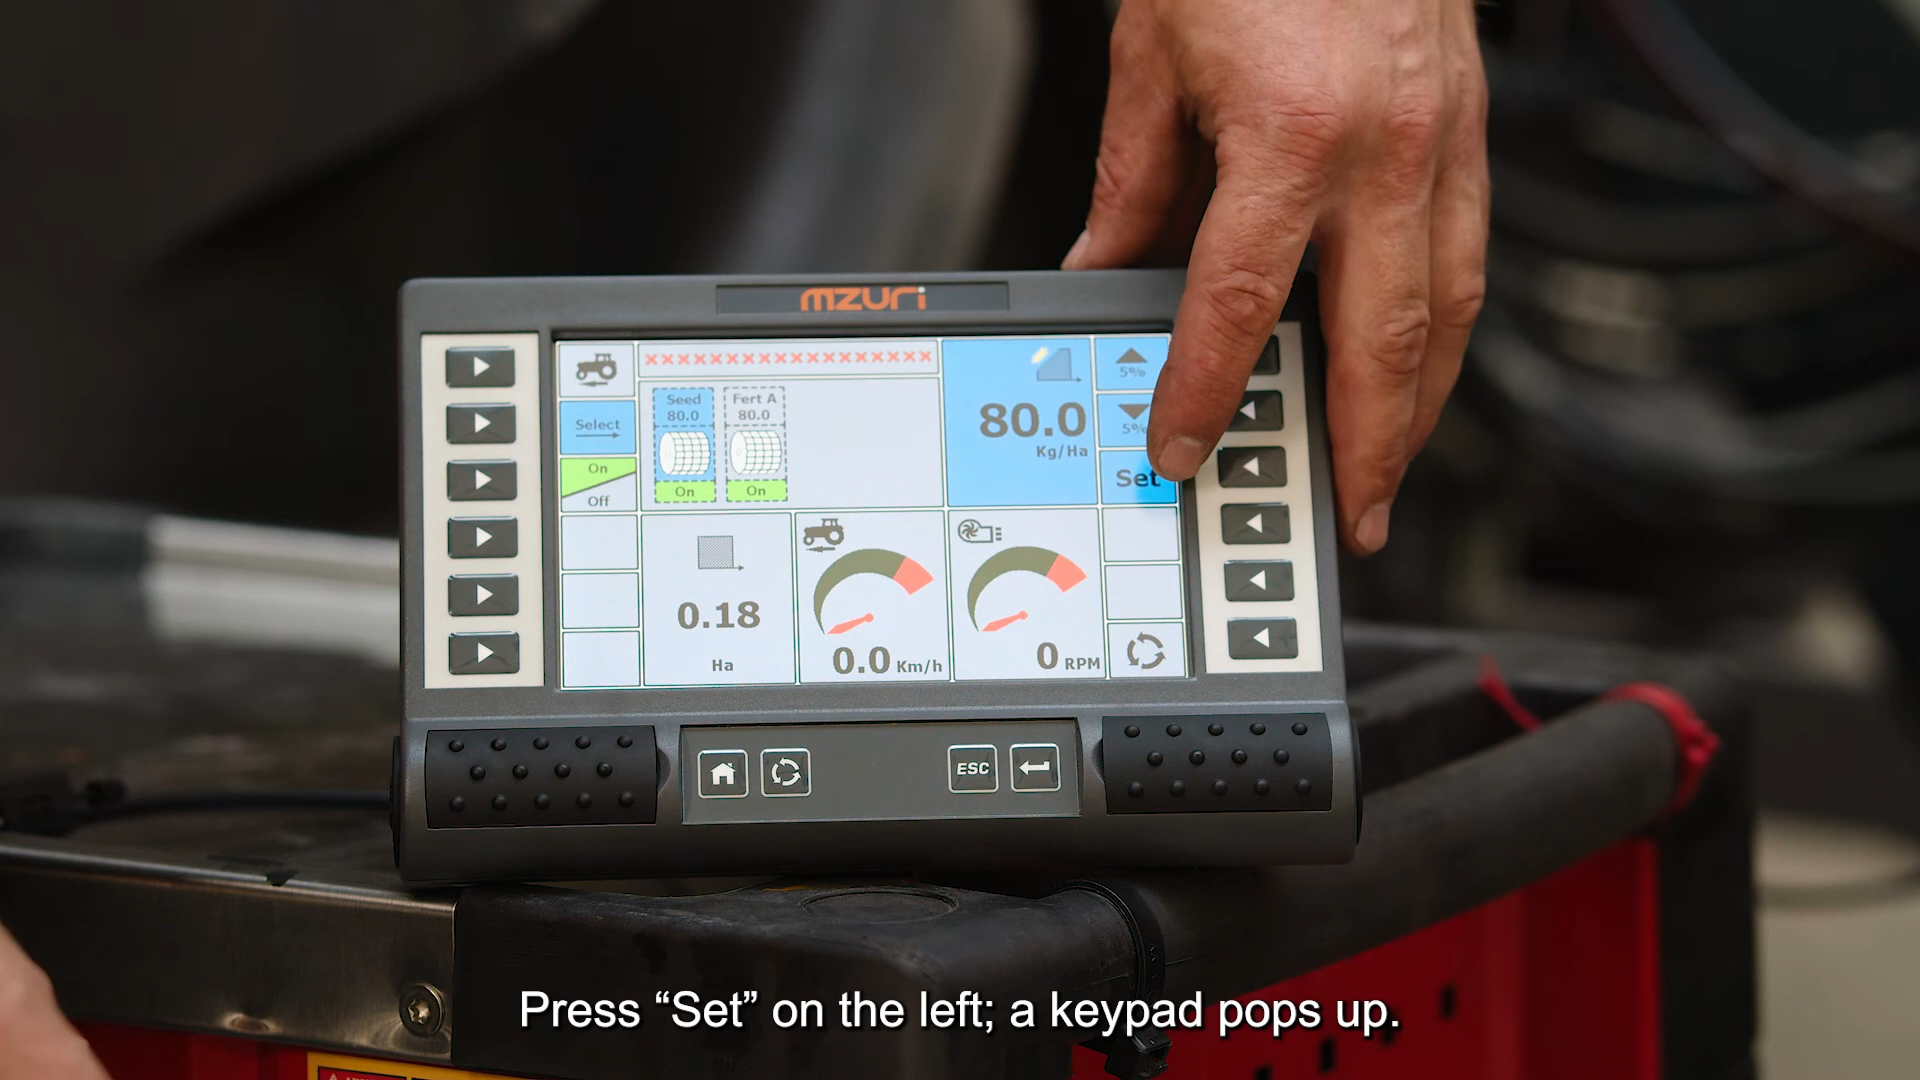 mzuri
××××××××××××××××××
Seed
80.0
Fert A
80.0
80.0
Kg/Ha
5%
5%
Select
On
Off
On
On
Set
0.18
Ha
0.0 Km/h
0 RPM
ESC
Press “Set” on the left; a keypad pops up.